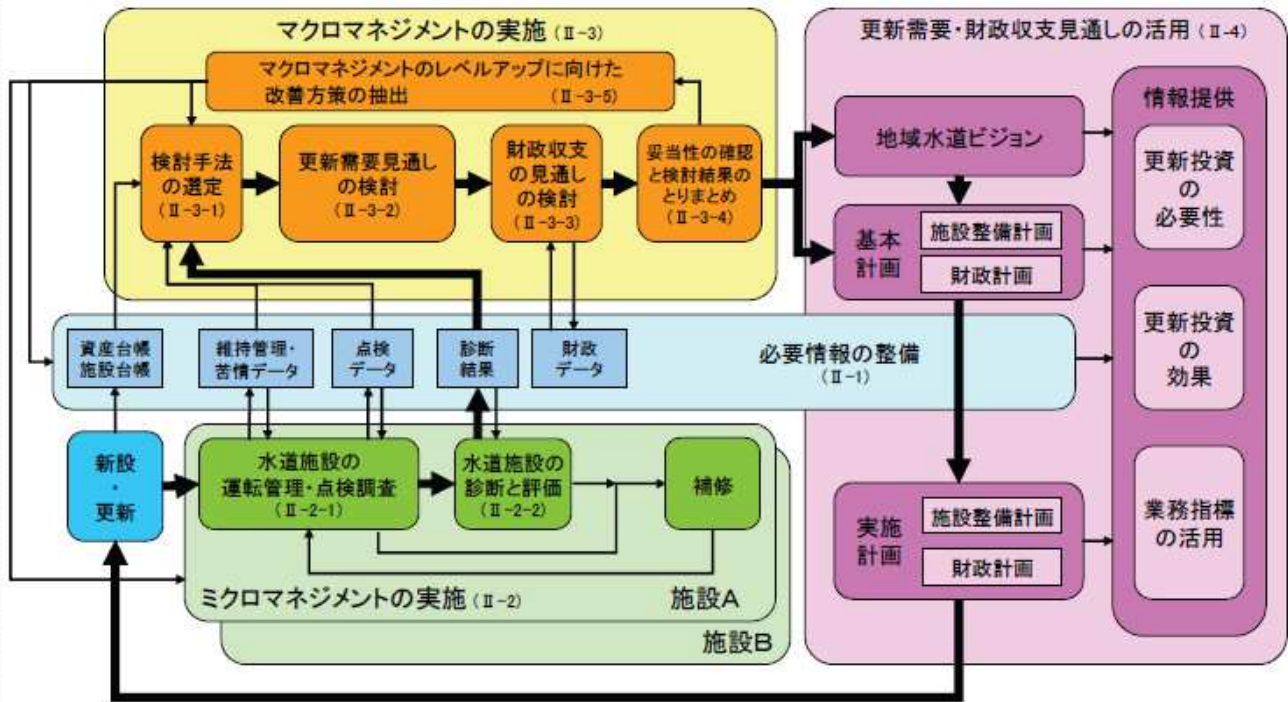 マクロマネジメントの実施(Ⅱ-3)
マクロマネジメントのレベルアップに向けた
改善方策の抽出 (Ⅱ-3-5)
検討手法
の選定
(Ⅱ-3-1)
更新需要見通し
の検討
(Ⅱ-3-2)
財政収支
の見通し
の検討
(Ⅱ-3-3)
妥当性の確認
と検討結果の
とりまとめ
(Ⅱ-3-4)
更新需要・財政収支見通しの活用(Ⅱ-4)
地域水道ビジョン
基本
計画
施設整備計画
財政計画
実施
計画
施設整備計画
財政計画
情報提供
更新投資
の
必要性
更新投資
の
効果
業務指標
の活用
資産台帳
施設台帳
維持管理・
苦情データ
点検
データ
診断
結果
財政
データ
必要情報の整備
(Ⅱ-1)
新設
・
更新
水道施設の
運転管理・点検調査
(Ⅱ-2-1)
水道施設の
診断と評価
(Ⅱ-2-2)
補修
ミクロマネジメントの実施(Ⅱ-2)
施設A
施設B